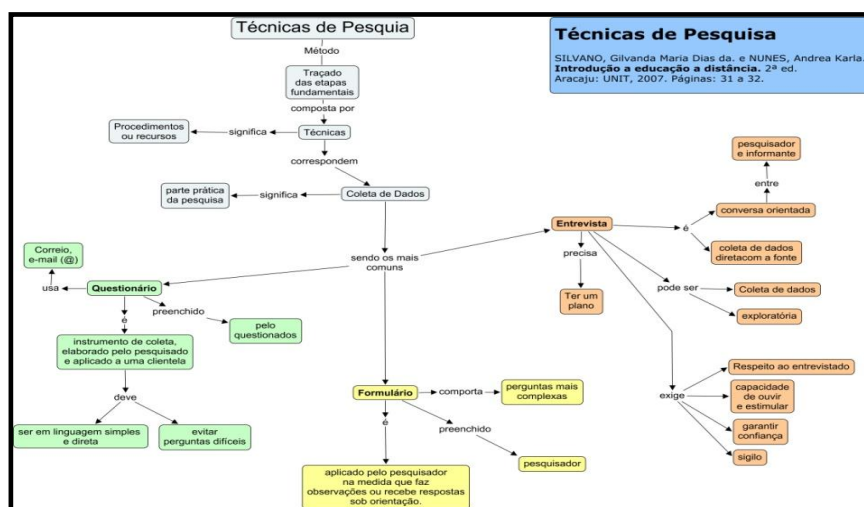 Técnicas de Pesquia
Método
Traçado
das etapas
fundamentais
composta por
Técnicas
significa
Procedimentos
ou recursos
correspondem
Coleta de Dados
significa
parte prática
da pesquisa
sendo os mais
comuns
Técnicas de Pesquisa
SILVANO, Gilvanda Maria Dias da. e NUNES, Andrea Karla.
Introdução a educação a distância. 2ª ed.
Aracaju: UNIT, 2007. Páginas: 31 a 32.
Correio,
e-mail (@)
usa
Questionário
preenchido
pelo
questionados
é
instrumento de coleta,
elaborado pelo pesquisado
e aplicado a uma clientela
deve
ser em linguagem simples
e direta
evitar
perguntas difíceis
Formulário
comporta
perguntas mais
complexas
preenchido
pesquisador
é
aplicado pelo pesquisador
na medida que faz
observações ou recebe respostas
sob orientação.
Entrevista
é
conversa orientada
entre
pesquisador
e informante
coleta de dados
diretacom a fonte
precisa
Ter um
plano
pode ser
Coleta de dados
exploratória
exige
Respeito ao entrevistado
capacidade
de ouvir
e estimular
garantir
confiança
sigilo